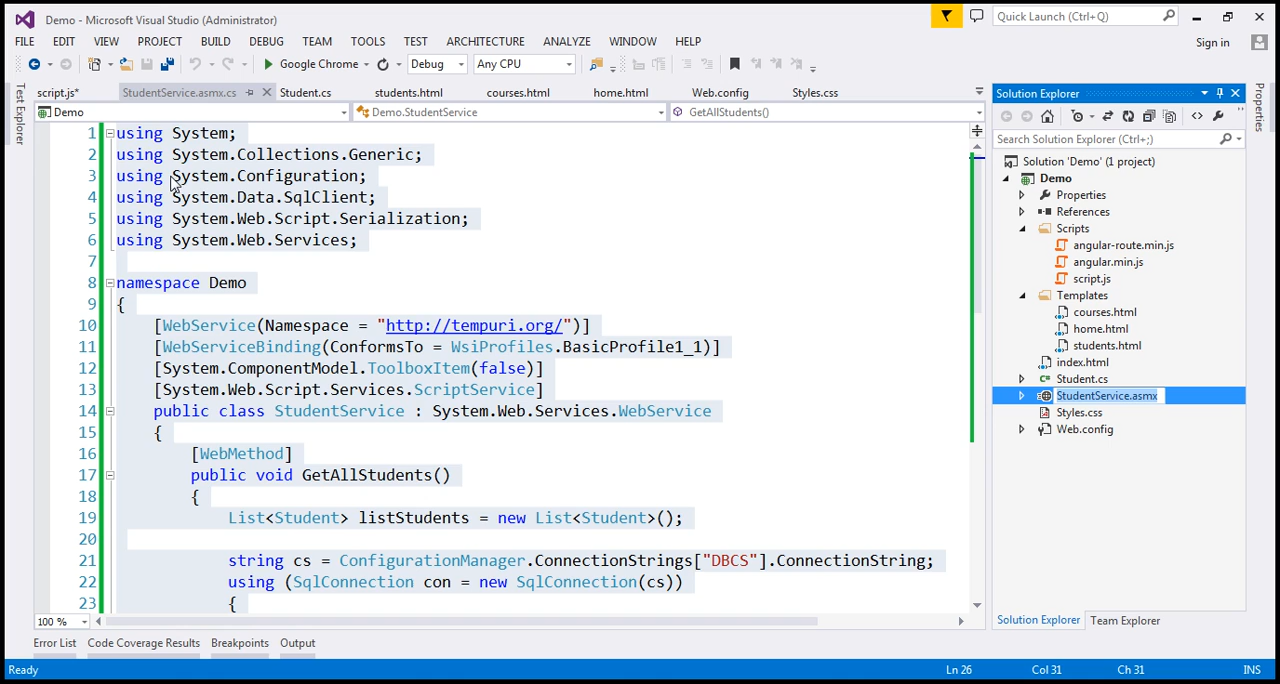 Demo - Microsoft Visual Studio (Administrator)
Quick Launch (Ctrl+Q)
FILE EDIT VIEW PROJECT BUILD DEBUG TEAM TOOLS TEST ARCHITECTURE ANALYZE WINDOW HELP
Sign in
Google Chrome Debug Any CPU
script.js* StudentService.asmx.cs Student.cs students.html courses.html home.html Web.config Styles.css
Demo Demo.StudentService GetAllStudents()
Test Explorer
1 using System;
2 using System.Collections.Generic;
3 using System.Configuration;
4 using System.Data.SqlClient;
5 using System.Web.Script.Serialization;
6 using System.Web.Services;
7
8 namespace Demo
9 {
10 [WebService(Namespace = "http://tempuri.org/")]
11 [WebServiceBinding(ConformsTo = WsiProfiles.BasicProfile1_1)]
12 [System.ComponentModel.ToolboxItem(false)]
13 [System.Web.Script.Services.ScriptService]
14 public class StudentService : System.Web.Services.WebService
15 {
16 [WebMethod]
17 public void GetAllStudents()
18 {
19 List<Student> listStudents = new List<Student>();
20
21 string cs = ConfigurationManager.ConnectionStrings["DBCS"].ConnectionString;
22 using (SqlConnection con = new SqlConnection(cs))
23 {
100 %
Solution Explorer
Search Solution Explorer (Ctrl+;)
Solution 'Demo' (1 project)
Demo
Properties
References
Scripts
angular-route.min.js
angular.min.js
script.js
Templates
courses.html
home.html
students.html
index.html
Student.cs
StudentService.asmx
Styles.css
Web.config
Solution Explorer Team Explorer
Properties
Error List Code Coverage Results Breakpoints Output
Ready Ln 26 Col 31 Ch 31 INS